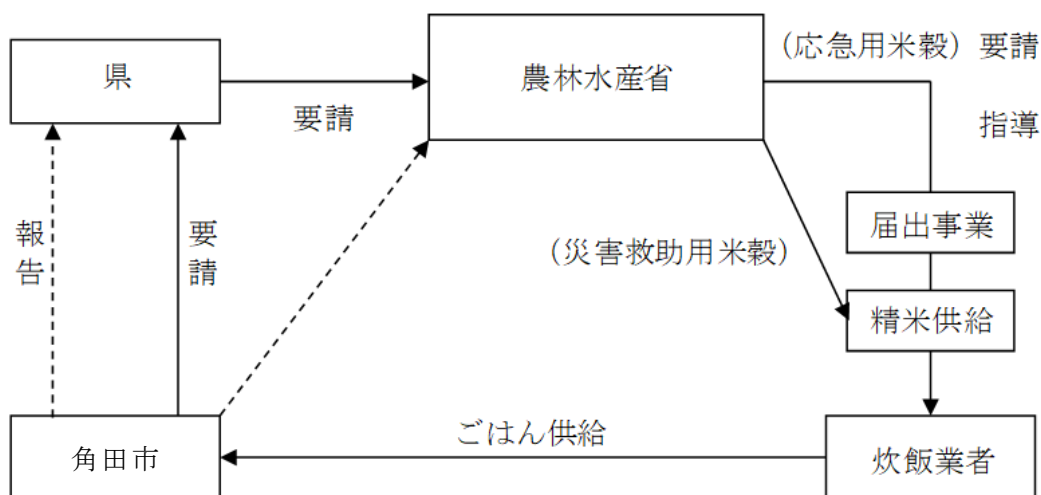 県
農林水産省
(応急用米穀) 要請
指導
要請
報告
要請
(災害救助用米穀)
届出事業
精米供給
ごはん供給
角田市
炊飯業者